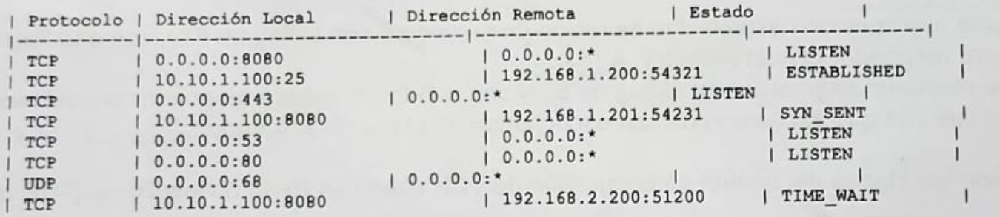 | Protocolo | Dirección Local | Dirección Remota | Estado |
|-----------|-----------------------------|------------------------|---------------|
| TCP | 0.0.0.0:8080 | 0.0.0.0:* | LISTEN |
| TCP | 10.10.1.100:25 | 192.168.1.200:54321 | ESTABLISHED |
| TCP | 0.0.0.0:443 | 0.0.0.0:* | LISTEN |
| TCP | 10.10.1.100:8080 | 192.168.1.201:54231 | SYN_SENT |
| TCP | 0.0.0.0:53 | 0.0.0.0:* | LISTEN |
| TCP | 0.0.0.0:80 | 0.0.0.0:* | LISTEN |
| UDP | 0.0.0.0:68 | 0.0.0.0:* | | |
| TCP | 10.10.1.100:8080 | 192.168.2.200:51200 | TIME_WAIT |